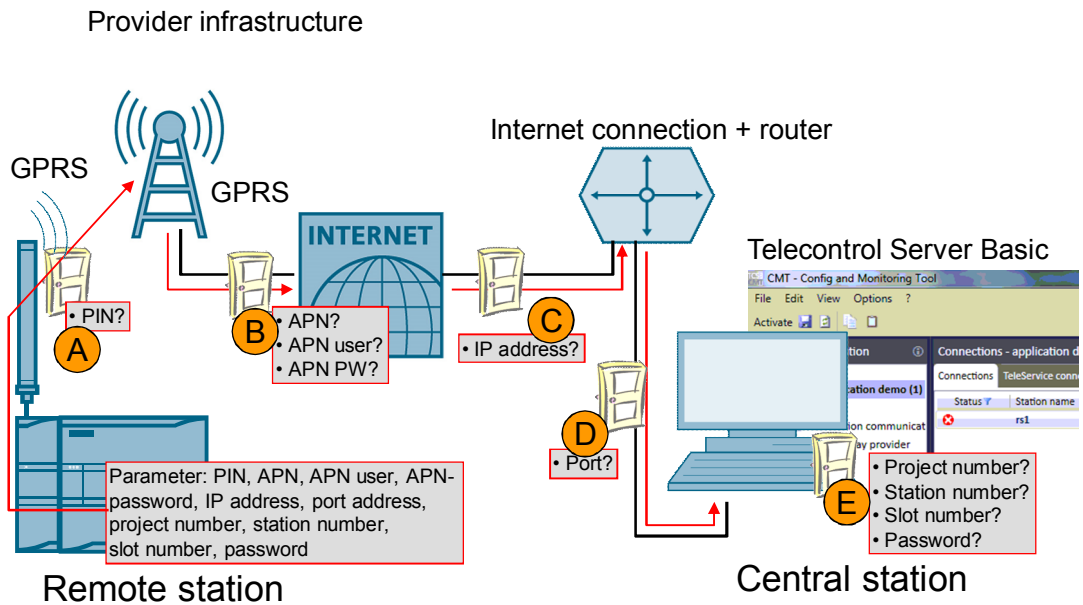 Provider infrastructure
GPRS
GPRS
Internet connection + router
INTERNET
Telecontrol Server Basic
CMT - Config and Monitoring Tool
File Edit View Options ?
Activate
Connections - application d
Connections TeleService conn
cation demo (1)
Status Station name
rs1
ion communicat
ay provider
• PIN?
A
B
• APN?
• APN user?
• APN PW?
C
• IP address?
D
• Port?
E
• Project number?
• Station number?
• Slot number?
• Password?
Parameter: PIN, APN, APN user, APN-
password, IP address, port address,
project number, station number,
slot number, password
Remote station
Central station